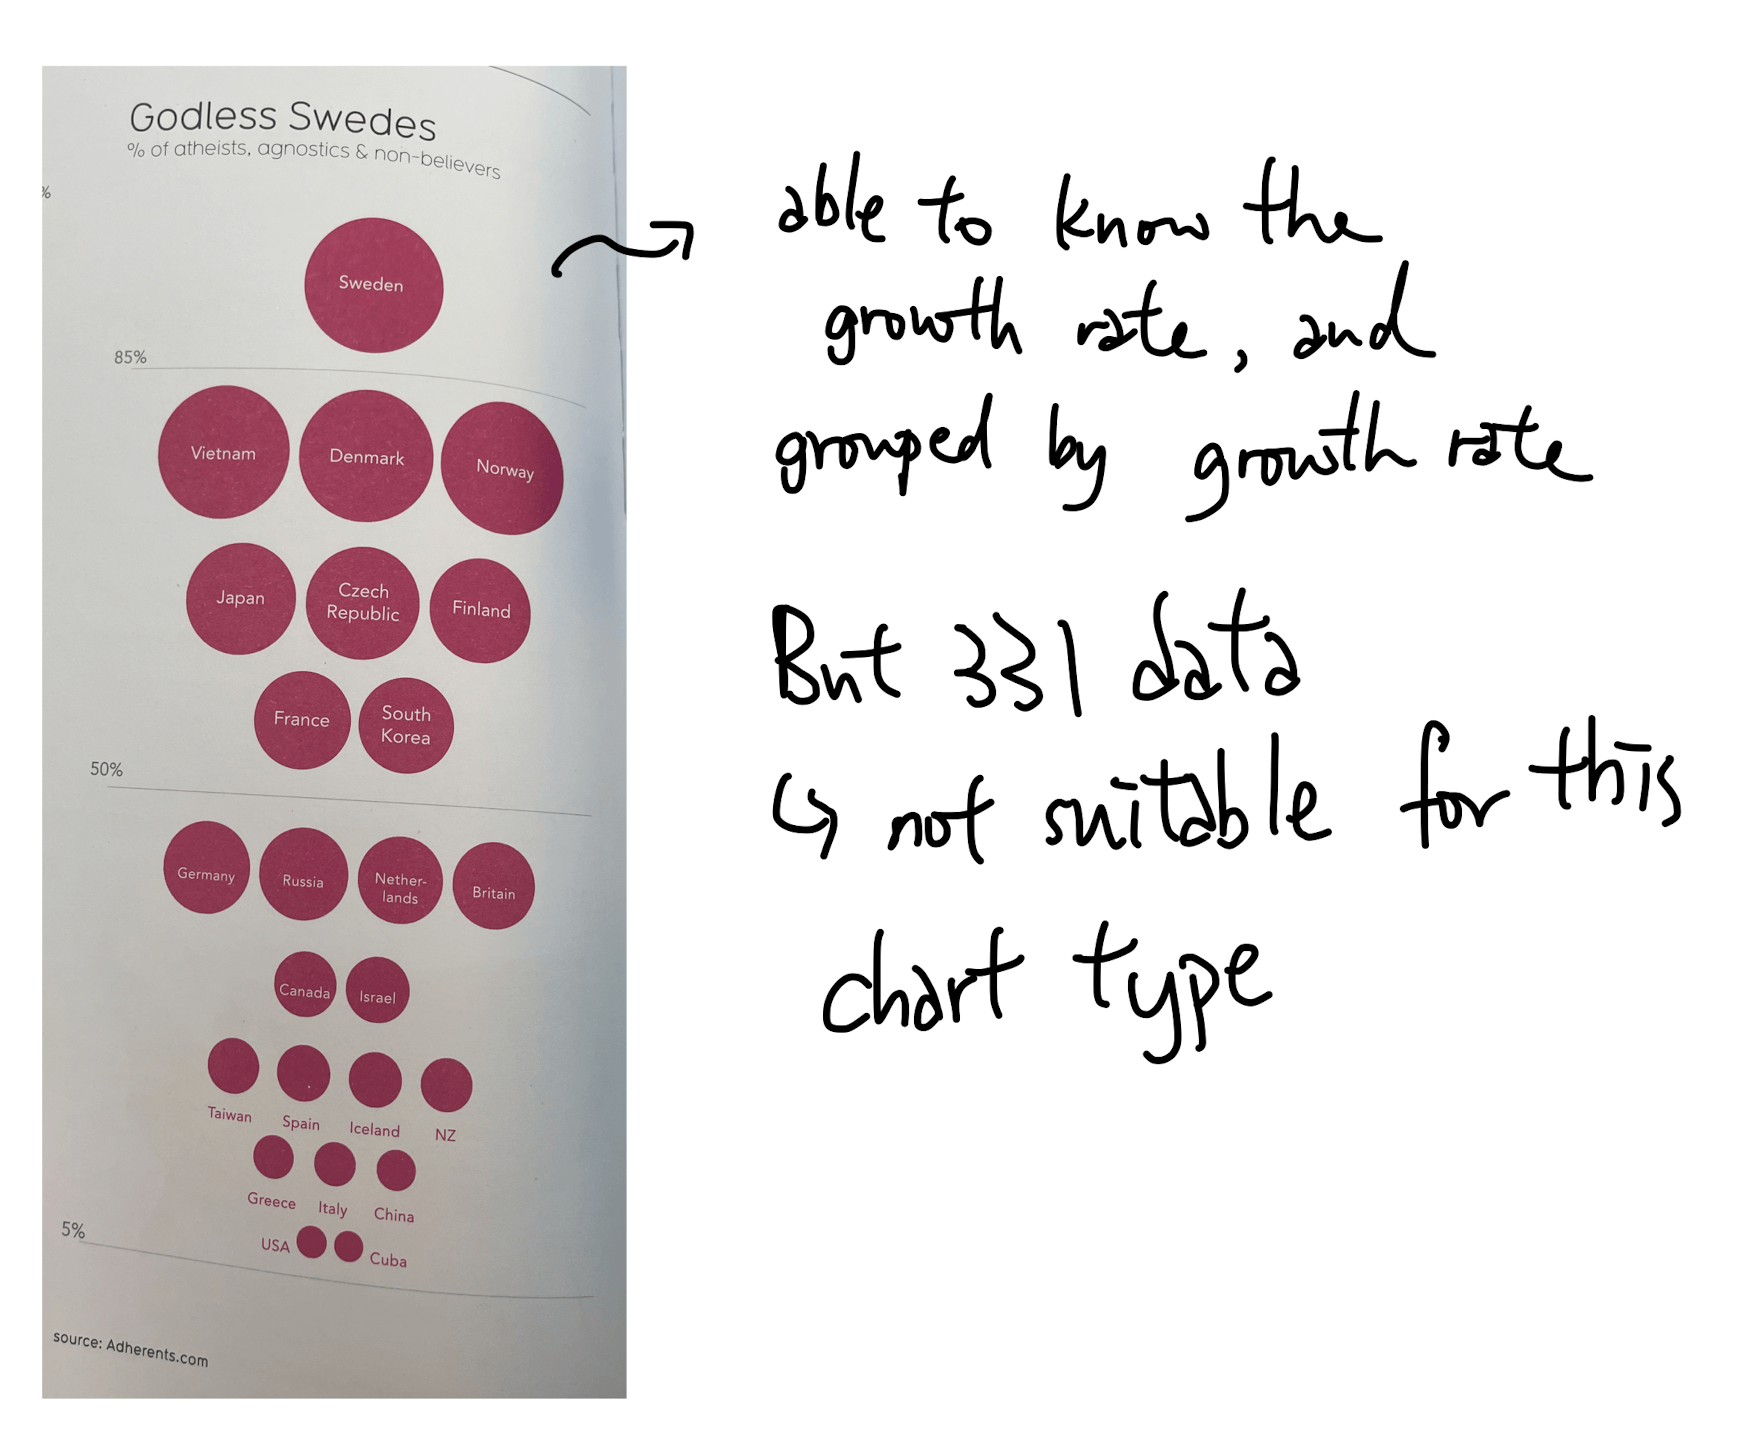 Godless Swedes
% of atheists, agnostics & non-believers
%
Sweden
85%
Vietnam
Denmark
Norway
Japan
Czech
Republic
Finland
France
South
Korea
50%
Germany
Russia
Nether-
lands
Britain
Canada
Israel
Taiwan
Spain
Iceland
NZ
Greece
Italy
China
USA
Cuba
5%
source: Adherents.com
able to know the
growth rate, and
grouped by growth rate
But 331 data
↳ not suitable for this
chart type